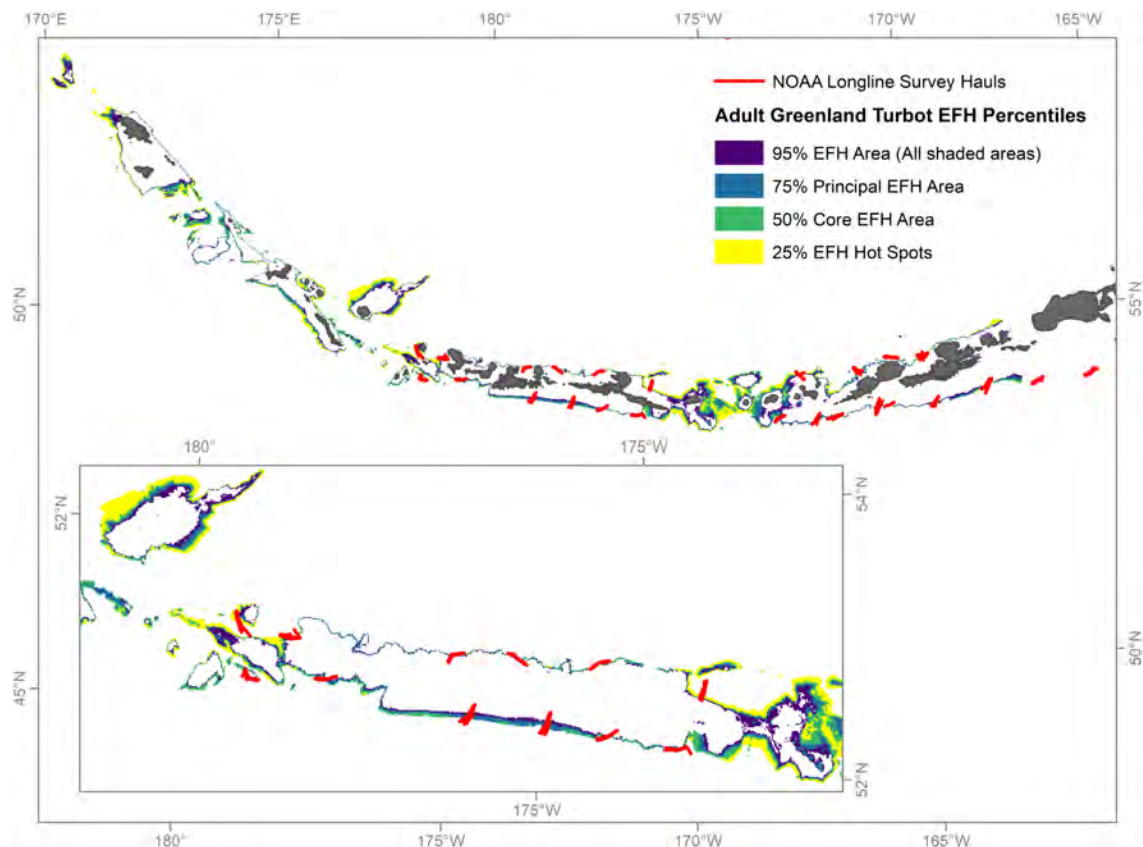 170°E 175°E 180° 175°W 170°W 165°W
NOAA Longline Survey Hauls
Adult Greenland Turbot EFH Percentiles
95% EFH Area (All shaded areas)
75% Principal EFH Area
50% Core EFH Area
25% EFH Hot Spots
50°N
55°N
180° 175°W
52°N
54°N
50°N
45°N
52°N
175°W
180° 175°W 170°W 165°W